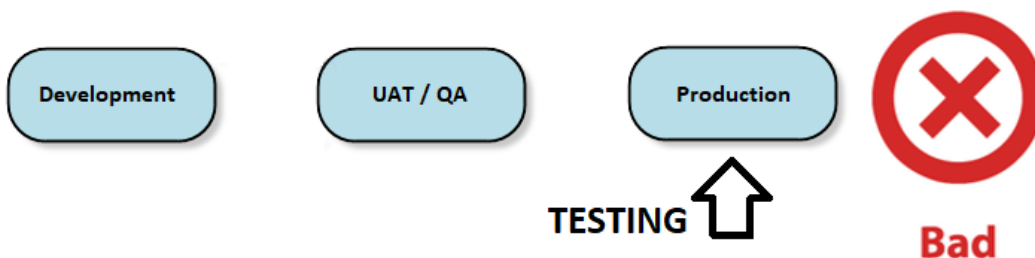 Development
UAT / QA
Production
TESTING
Bad